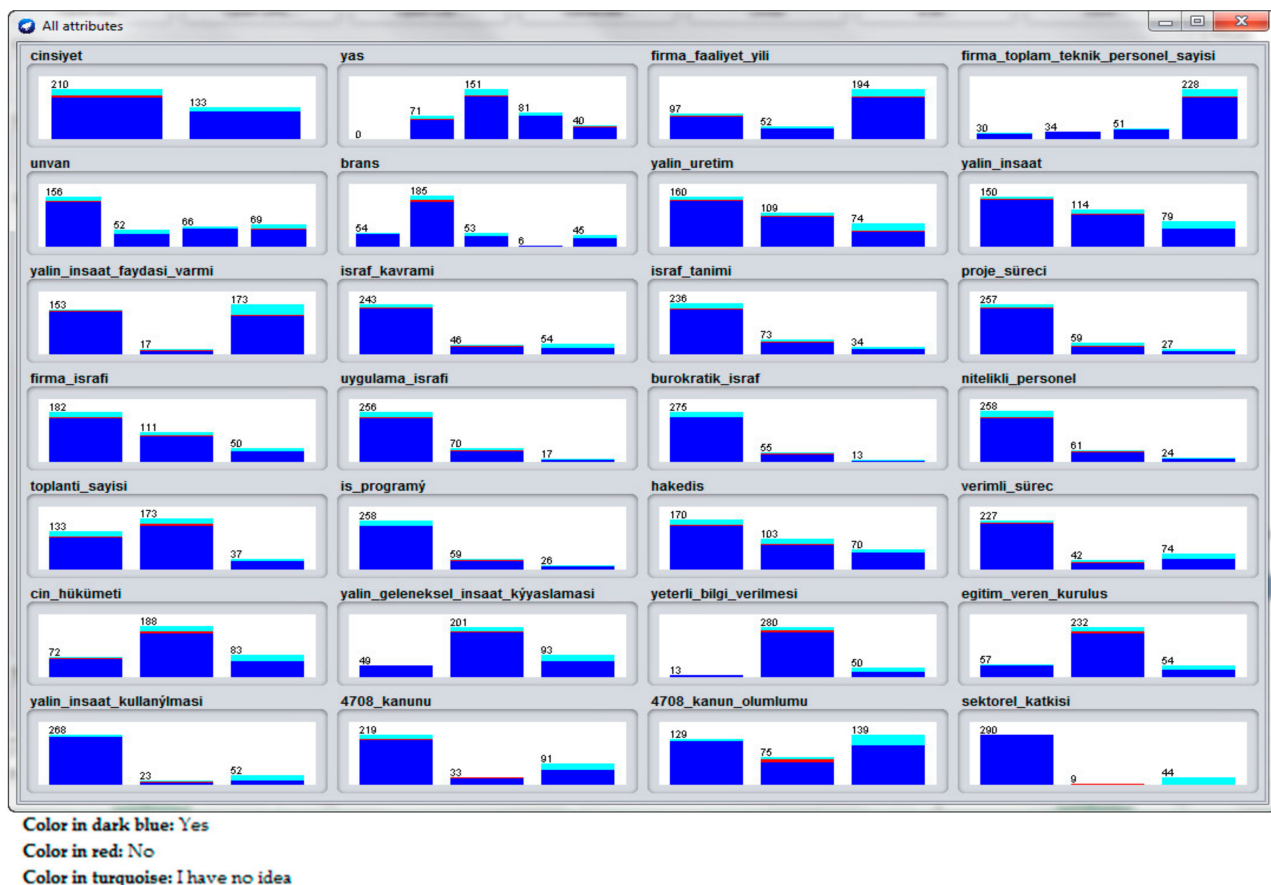 All attributes
cinsiyet yas firma_faaliyet_yili firma_toplam_teknik_personel_sayisi
210 133
0 71 151 81 40
97 52 194
30 34 51 228
unvan brans yalin_uretim yalin_insaat
156 52 66 69
54 185 53 6 45
160 109 74
150 114 79
yalin_insaat_faydasi_varmi israf_kavrami israf_tanimi proje_süreci
153 17 173
243 46 54
236 73 34
257 59 27
firma_israfi uygulama_israfi burokratik_israf nitelikli_personel
182 111 50
256 70 17
275 55 13
258 61 24
toplanti_sayisi is_programý hakedis verimli_sürec
133 173 37
258 59 26
170 103 70
227 42 74
cin_hükümeti yalin_geleneksel_insaat_kýyaslamasi yeterli_bilgi_verilmesi egitim_veren_kurulus
72 188 83
49 201 93
13 280 50
57 232 54
yalin_insaat_kullanýlmasi 4708_kanunu 4708_kanun_olumlumu sektorel_katkisi
268 23 52
219 33 91
129 75 139
290 9 44
Color in dark blue: Yes
Color in red: No
Color in turquoise: I have no idea